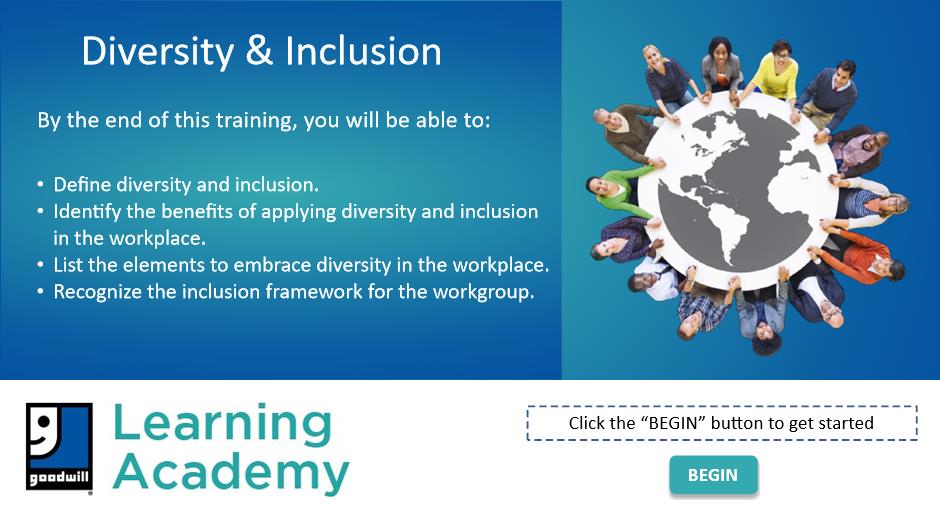 Diversity & Inclusion
By the end of this training, you will be able to:
• Define diversity and inclusion.
• Identify the benefits of applying diversity and inclusion
in the workplace.
• List the elements to embrace diversity in the workplace.
• Recognize the inclusion framework for the workgroup.
goodwill®
Learning
Academy
Click the “BEGIN” button to get started
BEGIN